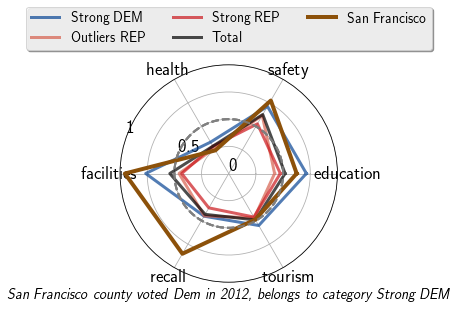 Strong DEM
Outliers REP
Strong REP
Total
San Francisco
health
safety
1
0.5
0
facilities
education
recall
tourism
San Francisco county voted Dem in 2012, belongs to category Strong DEM